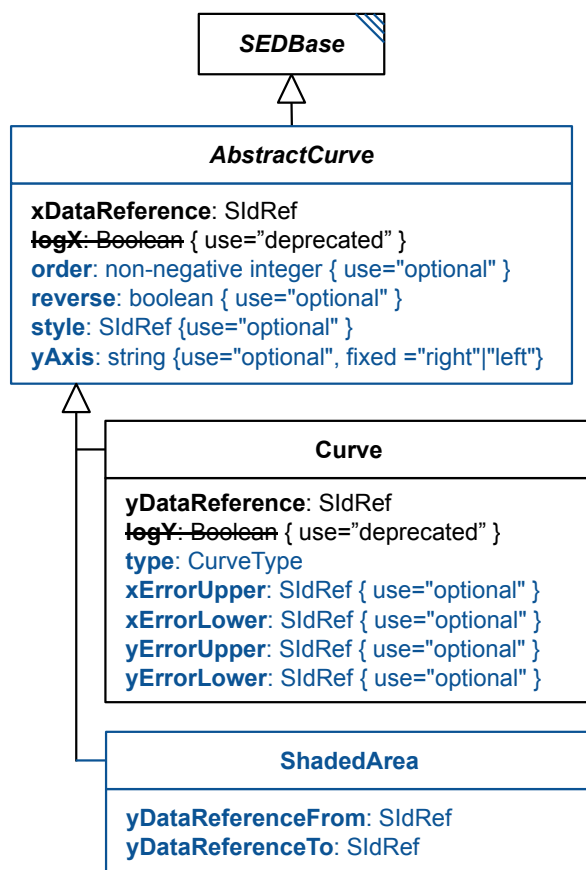 SEDBase
AbstractCurve
xDataReference: SIdRef
logX: Boolean { use=”deprecated” }
order: non-negative integer { use="optional" }
reverse: boolean { use="optional" }
style: SIdRef {use="optional" }
yAxis: string {use="optional", fixed ="right"|"left"}
Curve
yDataReference: SIdRef
logY: Boolean { use=”deprecated” }
type: CurveType
xErrorUpper: SIdRef { use="optional" }
xErrorLower: SIdRef { use="optional" }
yErrorUpper: SIdRef { use="optional" }
yErrorLower: SIdRef { use="optional" }
ShadedArea
yDataReferenceFrom: SIdRef
yDataReferenceTo: SIdRef